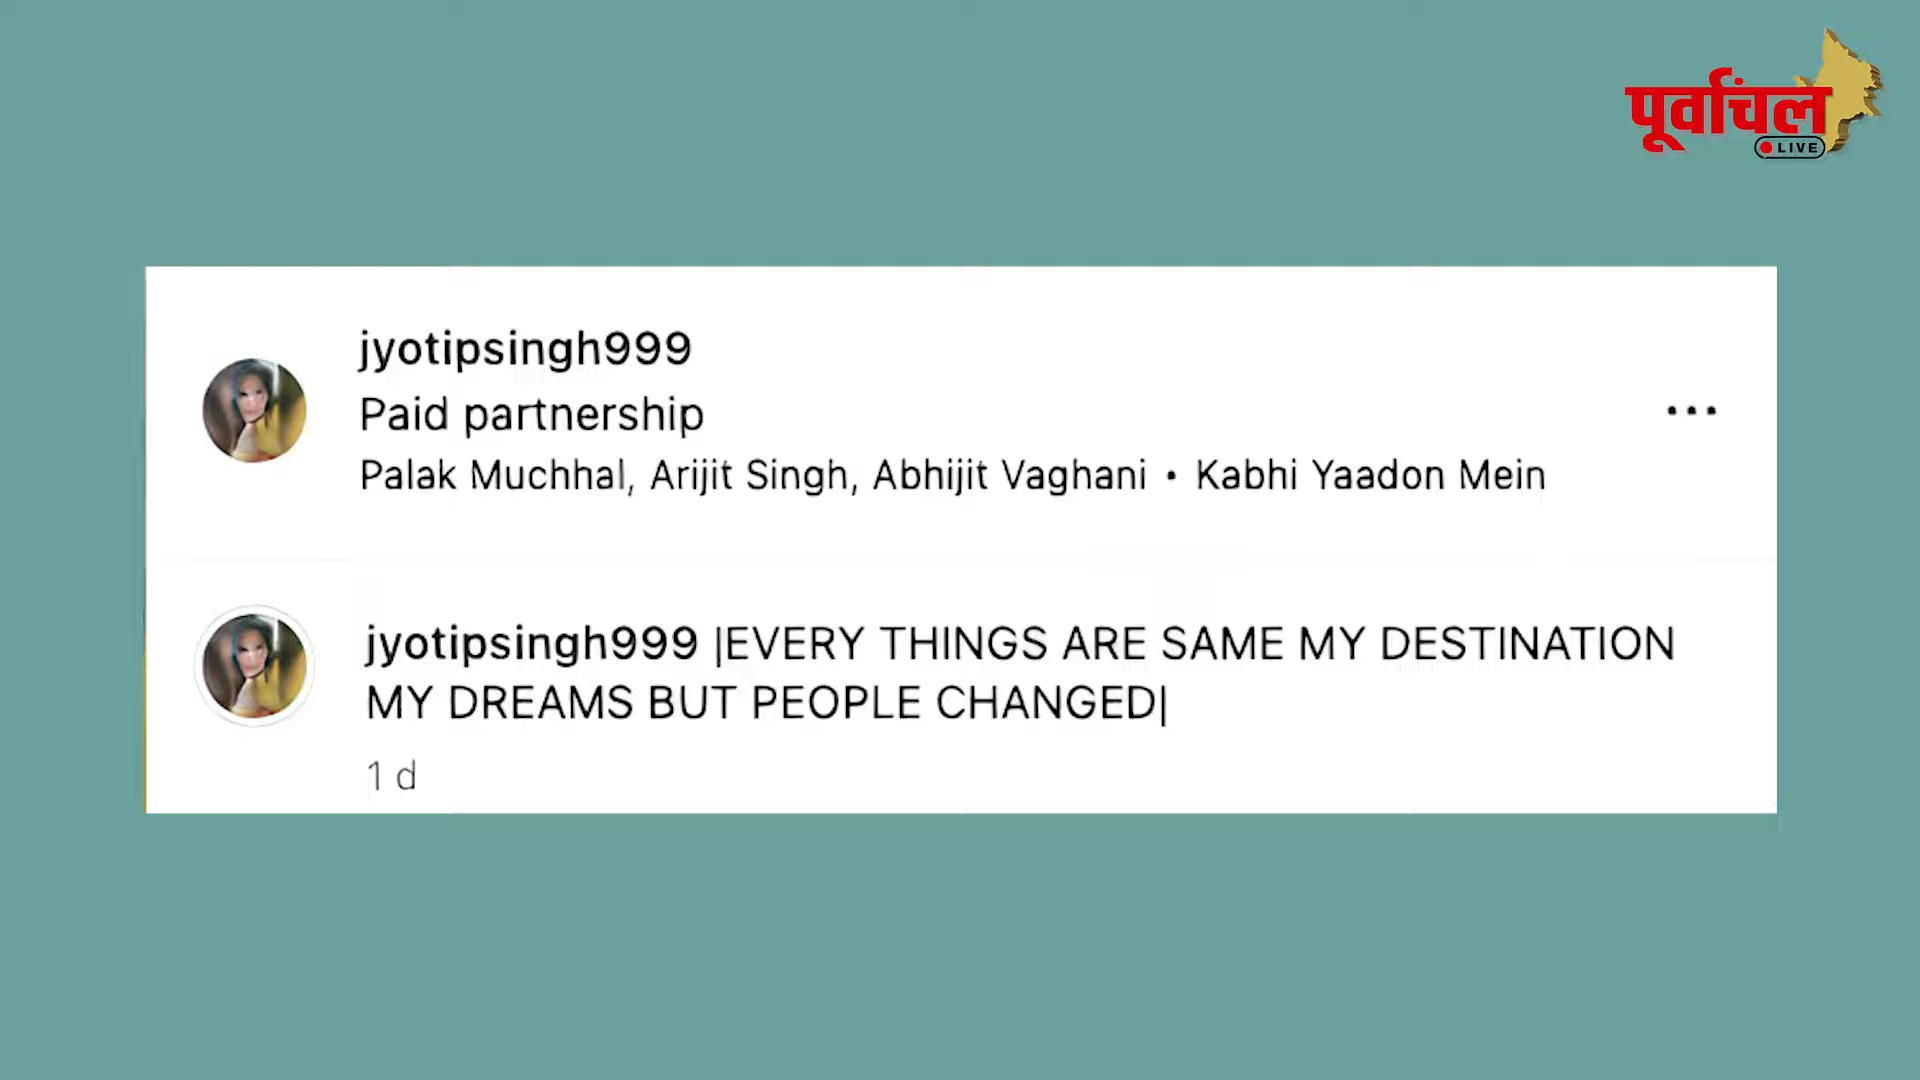 पूर्वांचल
LIVE
jyotipsingh999
Paid partnership
Palak Muchhal, Arijit Singh, Abhijit Vaghani • Kabhi Yaadon Mein
jyotipsingh999 |EVERY THINGS ARE SAME MY DESTINATION
MY DREAMS BUT PEOPLE CHANGED|
1 d